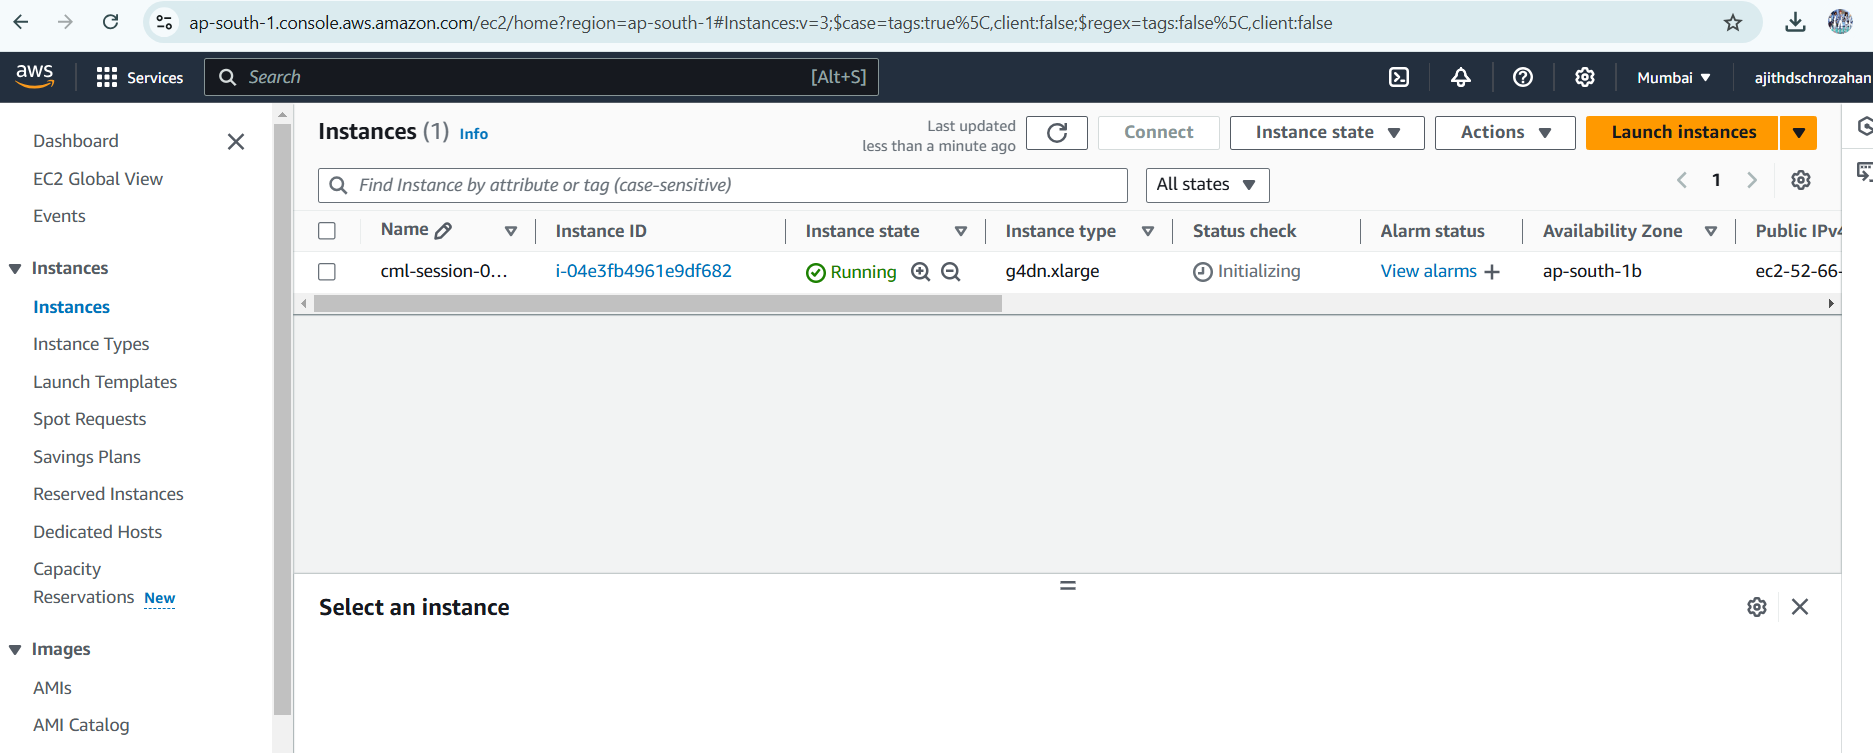 ap-south-1.console.aws.amazon.com/ec2/home?region=ap-south-1#Instances:v=3;$case=tags:true%5C,client:false;$regex=tags:false%5C,client:false
aws Services Search [Alt+S] Mumbai ajithdschrozahan
Dashboard
EC2 Global View
Events
Instances
Instances
Instance Types
Launch Templates
Spot Requests
Savings Plans
Reserved Instances
Dedicated Hosts
Capacity
Reservations New
Images
AMIs
AMI Catalog
Instances (1) Info
Last updated
less than a minute ago
Connect Instance state Actions Launch instances
Find Instance by attribute or tag (case-sensitive) All states 1
Name Instance ID Instance state Instance type Status check Alarm status Availability Zone Public IPv4
cml-session-0... i-04e3fb4961e9df682 Running g4dn.xlarge Initializing View alarms + ap-south-1b ec2-52-66-
Select an instance